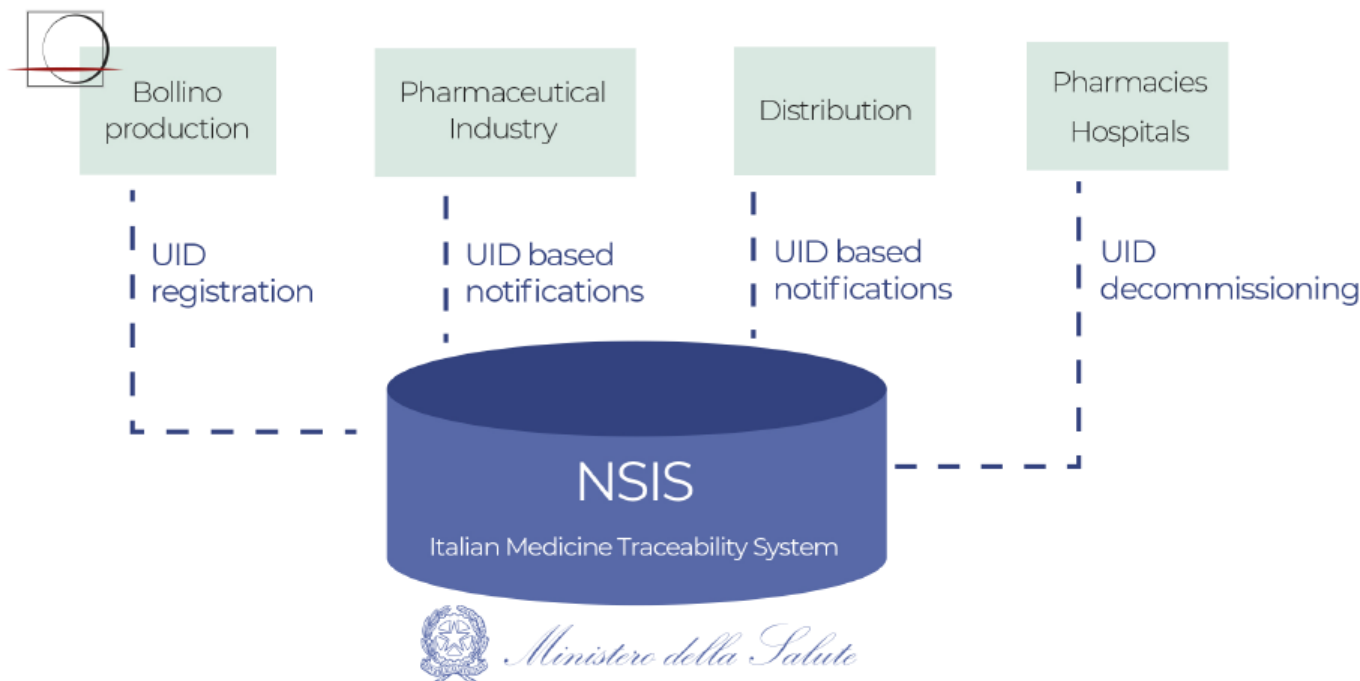 Bollino
production
Pharmaceutical
Industry
Distribution
Pharmacies
Hospitals
UID
registration
UID based
notifications
UID based
notifications
UID
decommissioning
NSIS
Italian Medicine Traceability System
Ministero della Salute